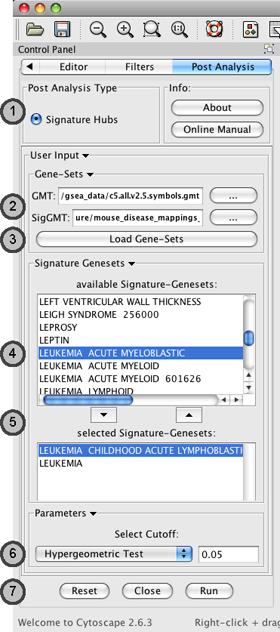 Control Panel
Editor Filters Post Analysis
Post Analysis Type
Info:
1
Signature Hubs
About
Online Manual
User Input
Gene-Sets
2
GMT: /gsea_data/c5.all.v2.5.symbols.gmt ...
SigGMT: ure/mouse_disease_mappings_ ...
3
Load Gene-Sets
Signature Genesets
available Signature-Genesets:
LEFT VENTRICULAR WALL THICKNESS
LEIGH SYNDROME 256000
LEPROSY
LEPTIN
4
LEUKEMIA ACUTE MYELOBLASTIC
LEUKEMIA ACUTE MYELOID
LEUKEMIA ACUTE MYELOID 601626
LEUKEMIA LYMPHOID
5
selected Signature-Genesets:
LEUKEMIA CHILDHOOD ACUTE LYMPHOBLASTI
LEUKEMIA
Parameters
Select Cutoff:
6
Hypergeometric Test 0.05
7
Reset Close Run
Welcome to Cytoscape 2.6.3 Right-click + drag